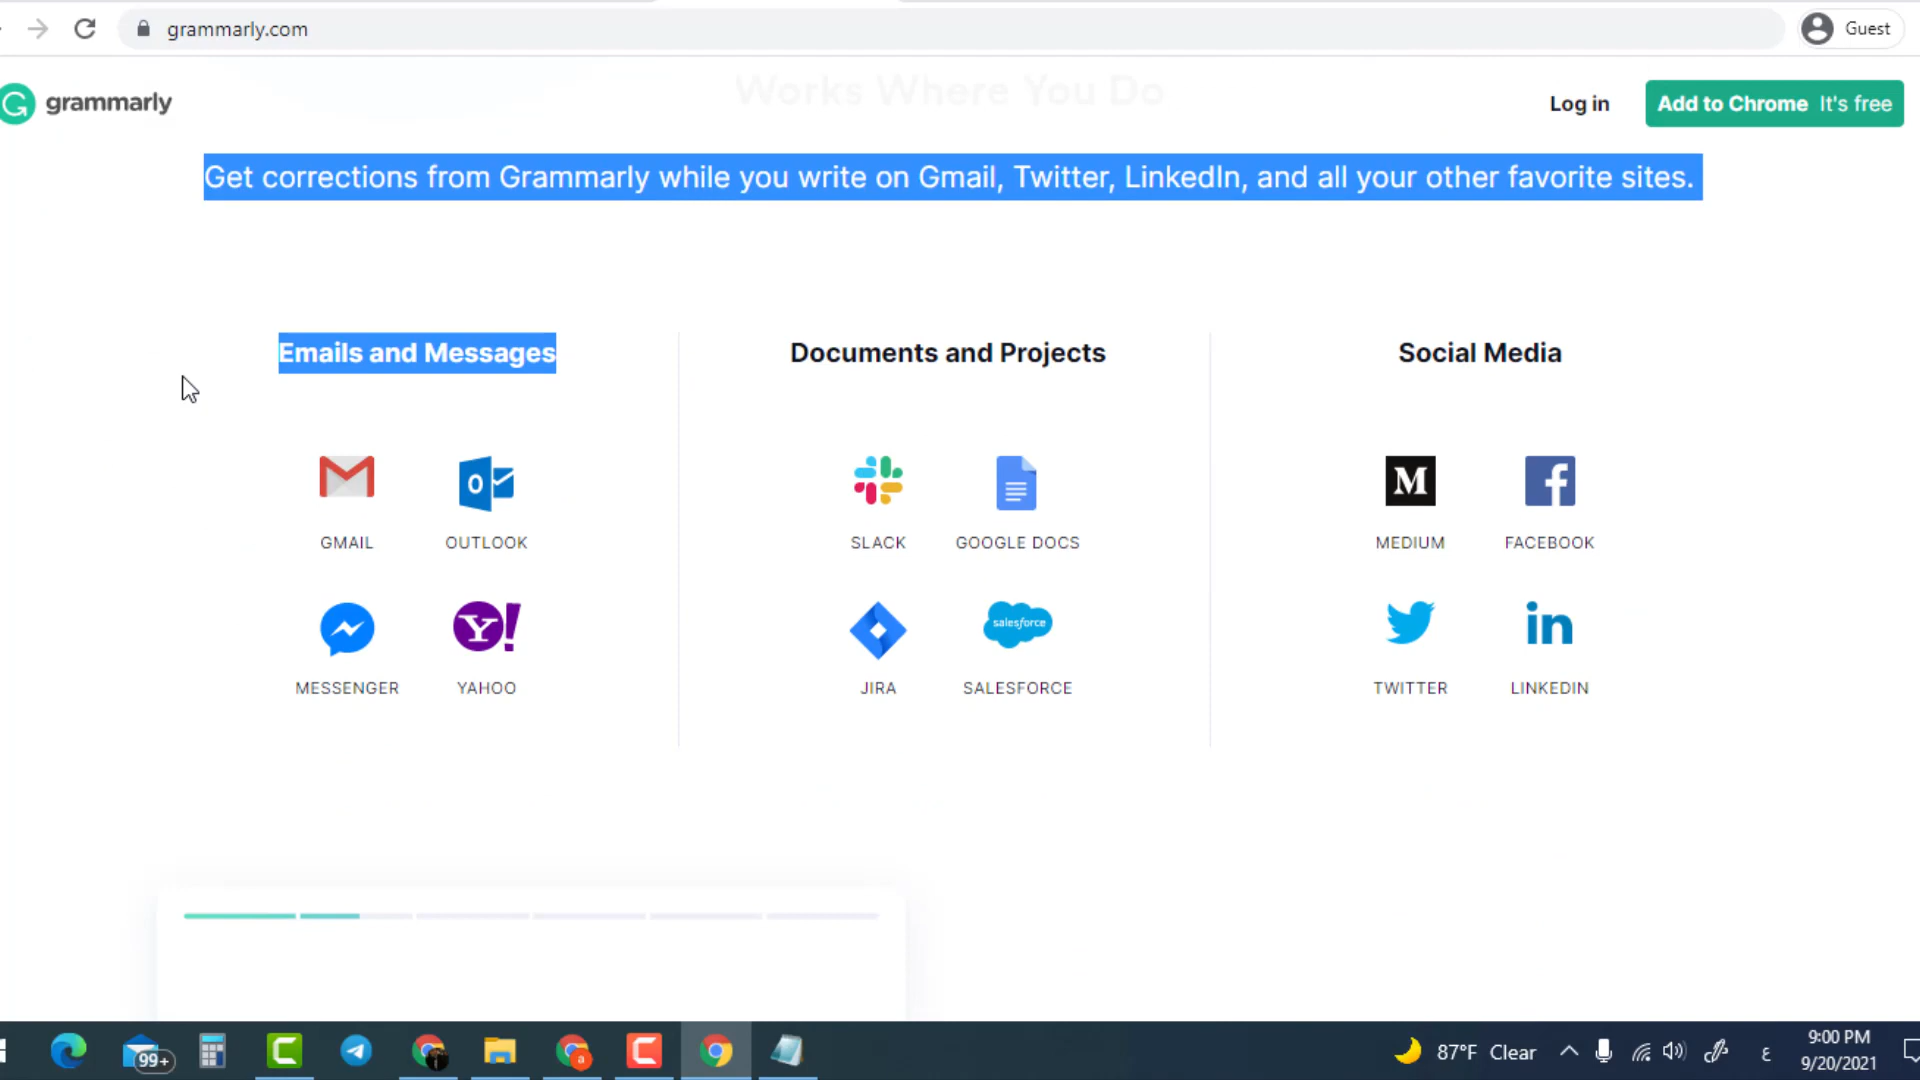 grammarly.com
Guest
Works Where You Do
grammarly
Log in
Add to Chrome It's free
Get corrections from Grammarly while you write on Gmail, Twitter, LinkedIn, and all your other favorite sites.
Emails and Messages
Documents and Projects
Social Media
GMAIL
OUTLOOK
SLACK
GOOGLE DOCS
M
MEDIUM
FACEBOOK
MESSENGER
YAHOO
JIRA
salesforce
SALESFORCE
TWITTER
in
LINKEDIN
99+
87°F Clear
ع
9:00 PM
9/20/2021